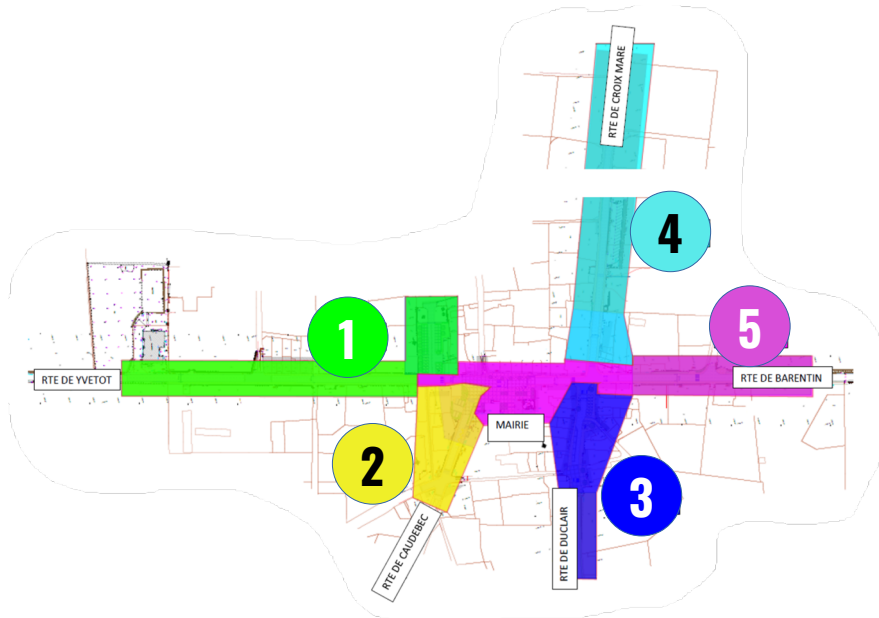 RTE DE CROIX MARE
4
5
1
RTE DE YVETOT
RTE DE BARENTIN
MAIRIE
2
3
RTE DE CAUDEBEC
RTE DE DUCLAIR